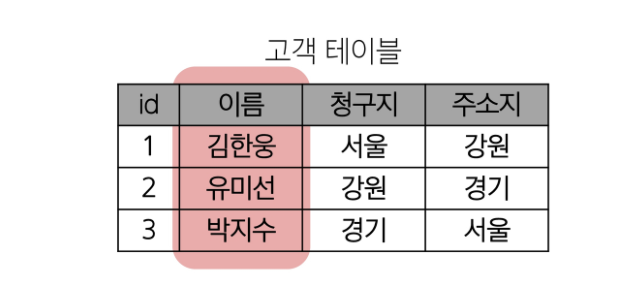 고객 테이블
id 이름 청구지 주소지
1 김한웅 서울 강원
2 유미선 강원 경기
3 박지수 경기 서울